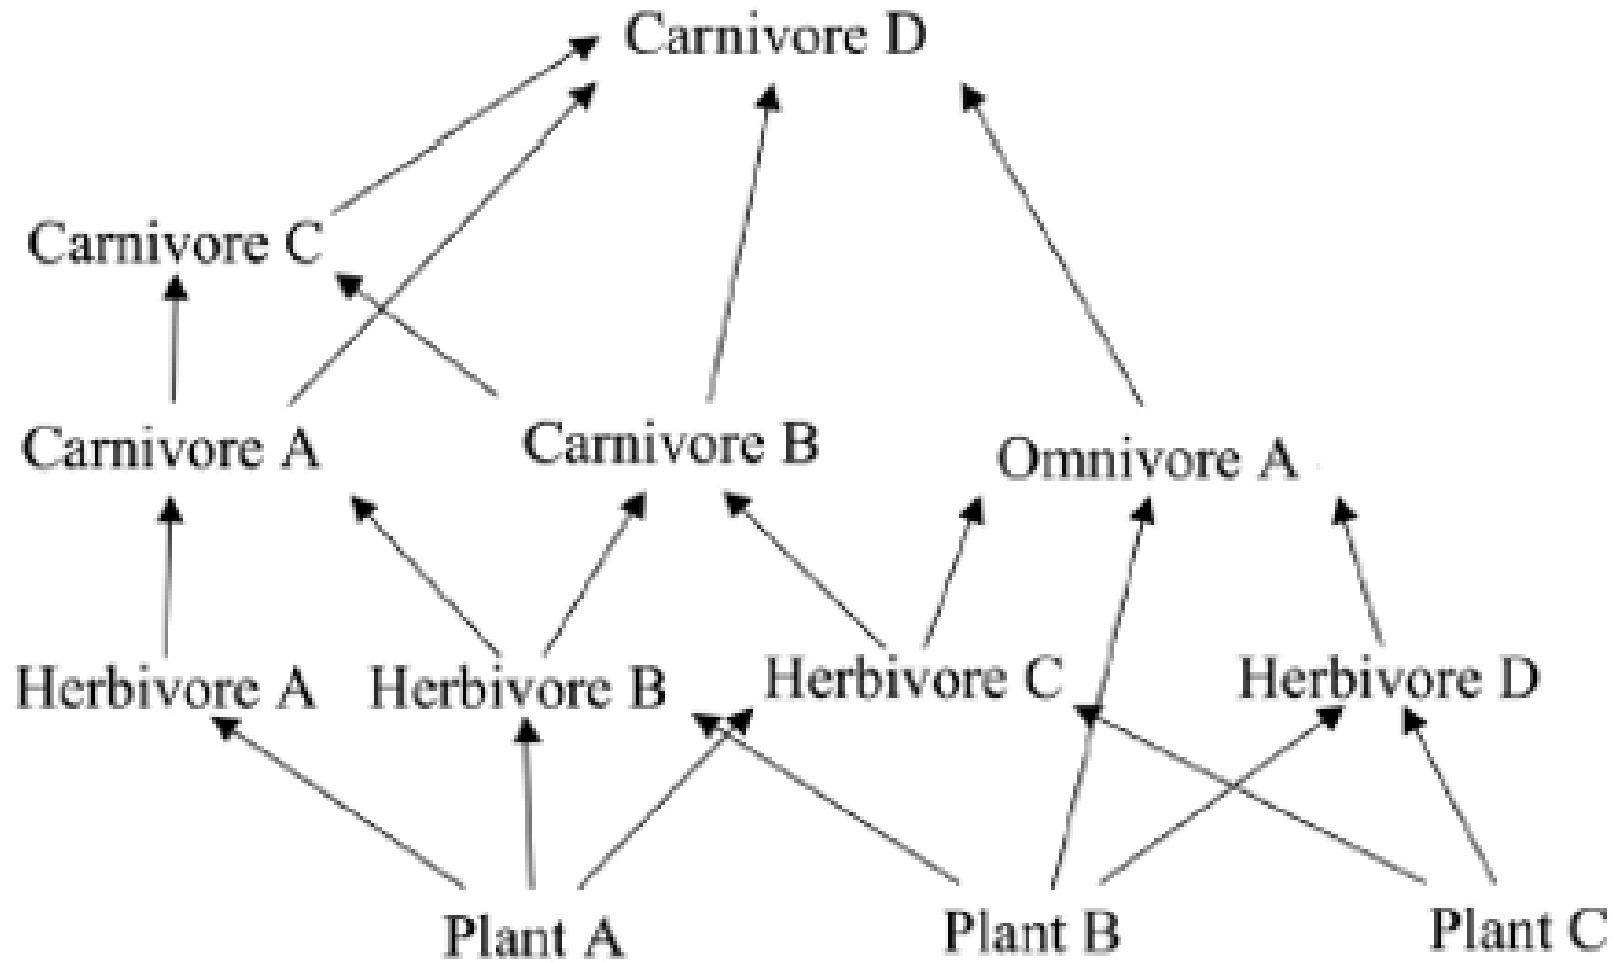 Carnivore D
Carnivore C
Carnivore A
Carnivore B
Omnivore A
Herbivore A
Herbivore B
Herbivore C
Herbivore D
Plant A
Plant B
Plant C